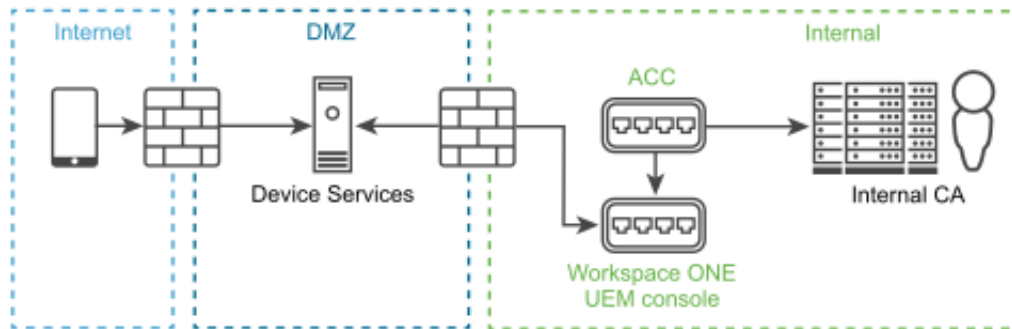 Internet
DMZ
Internal
ACC
Device Services
Internal CA
Workspace ONE
UEM console